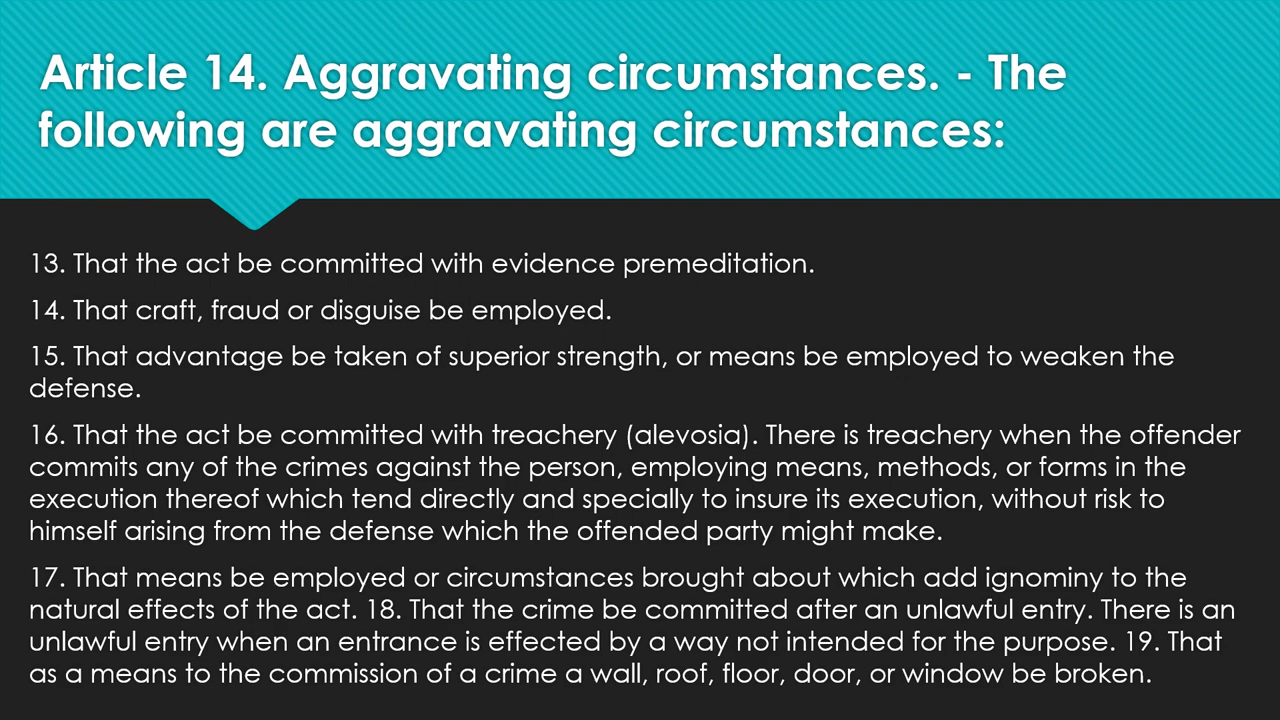 Article 14. Aggravating circumstances. - The
following are aggravating circumstances:
13. That the act be committed with evidence premeditation.
14. That craft, fraud or disguise be employed.
15. That advantage be taken of superior strength, or means be employed to weaken the
defense.
16. That the act be committed with treachery (alevosia). There is treachery when the offender
commits any of the crimes against the person, employing means, methods, or forms in the
execution thereof which tend directly and specially to insure its execution, without risk to
himself arising from the defense which the offended party might make.
17. That means be employed or circumstances brought about which add ignominy to the
natural effects of the act. 18. That the crime be committed after an unlawful entry. There is an
unlawful entry when an entrance is effected by a way not intended for the purpose. 19. That
as a means to the commission of a crime a wall, roof, floor, door, or window be broken.